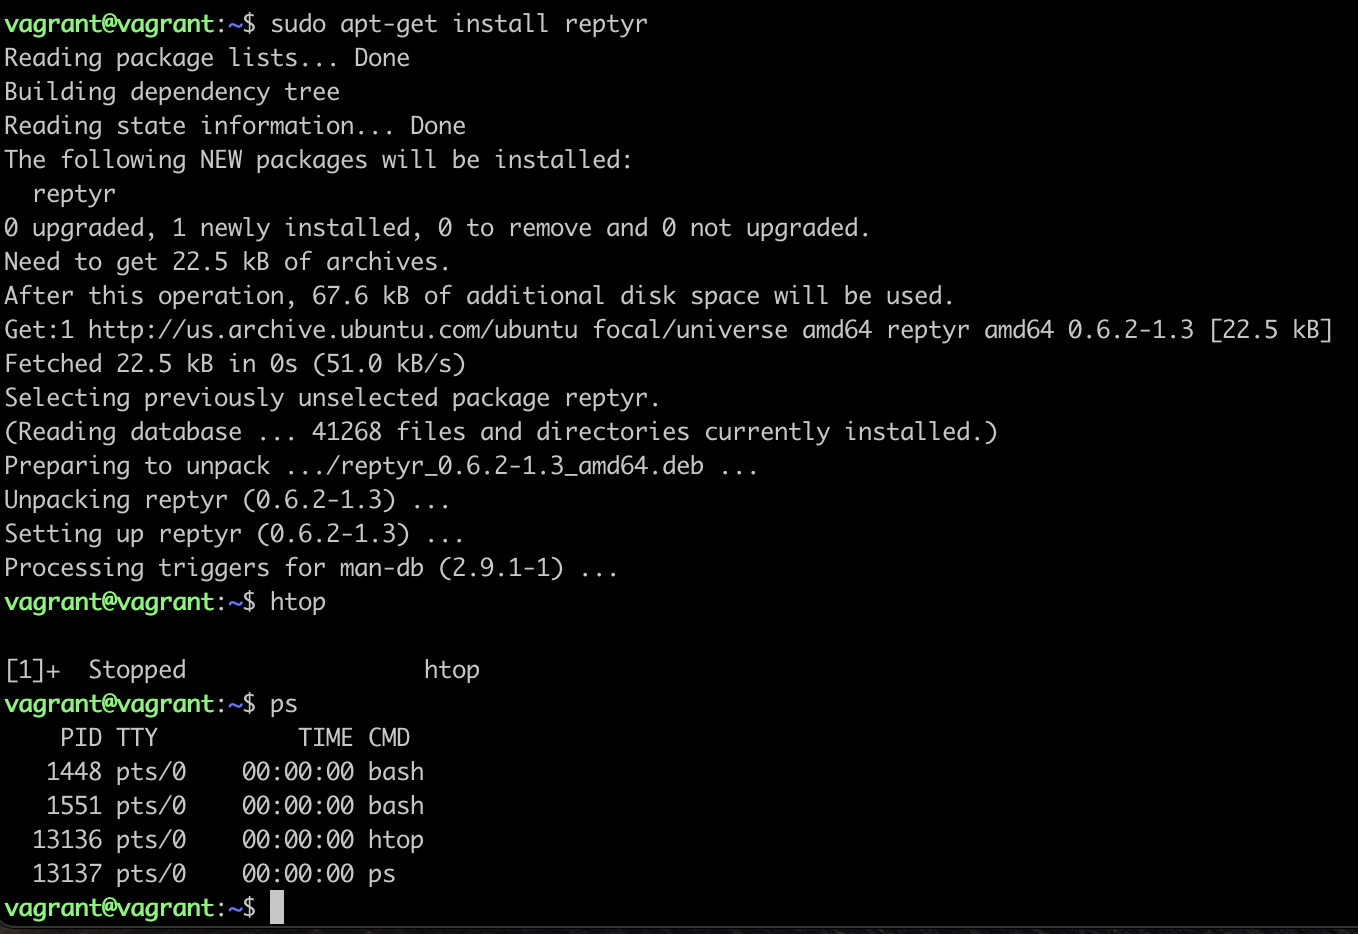 vagrant@vagrant:~$ sudo apt-get install reptyr
Reading package lists... Done
Building dependency tree
Reading state information... Done
The following NEW packages will be installed:
  reptyr
0 upgraded, 1 newly installed, 0 to remove and 0 not upgraded.
Need to get 22.5 kB of archives.
After this operation, 67.6 kB of additional disk space will be used.
Get:1 http://us.archive.ubuntu.com/ubuntu focal/universe amd64 reptyr amd64 0.6.2-1.3 [22.5 kB]
Fetched 22.5 kB in 0s (51.0 kB/s)
Selecting previously unselected package reptyr.
(Reading database ... 41268 files and directories currently installed.)
Preparing to unpack .../reptyr_0.6.2-1.3_amd64.deb ...
Unpacking reptyr (0.6.2-1.3) ...
Setting up reptyr (0.6.2-1.3) ...
Processing triggers for man-db (2.9.1-1) ...
vagrant@vagrant:~$ htop
[1]+  Stopped                 htop
vagrant@vagrant:~$ ps
    PID TTY          TIME CMD
   1448 pts/0    00:00:00 bash
   1551 pts/0    00:00:00 bash
  13136 pts/0    00:00:00 htop
  13137 pts/0    00:00:00 ps
vagrant@vagrant:~$